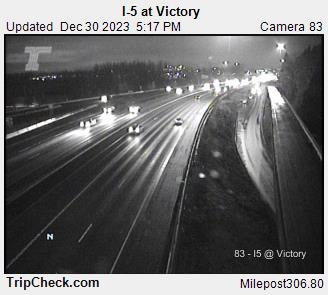 I-5 at Victory
Updated Dec 30 2023 5:17 PM Camera 83
T
N
83 - I5 @ Victory
TripCheck.com Milepost306.80